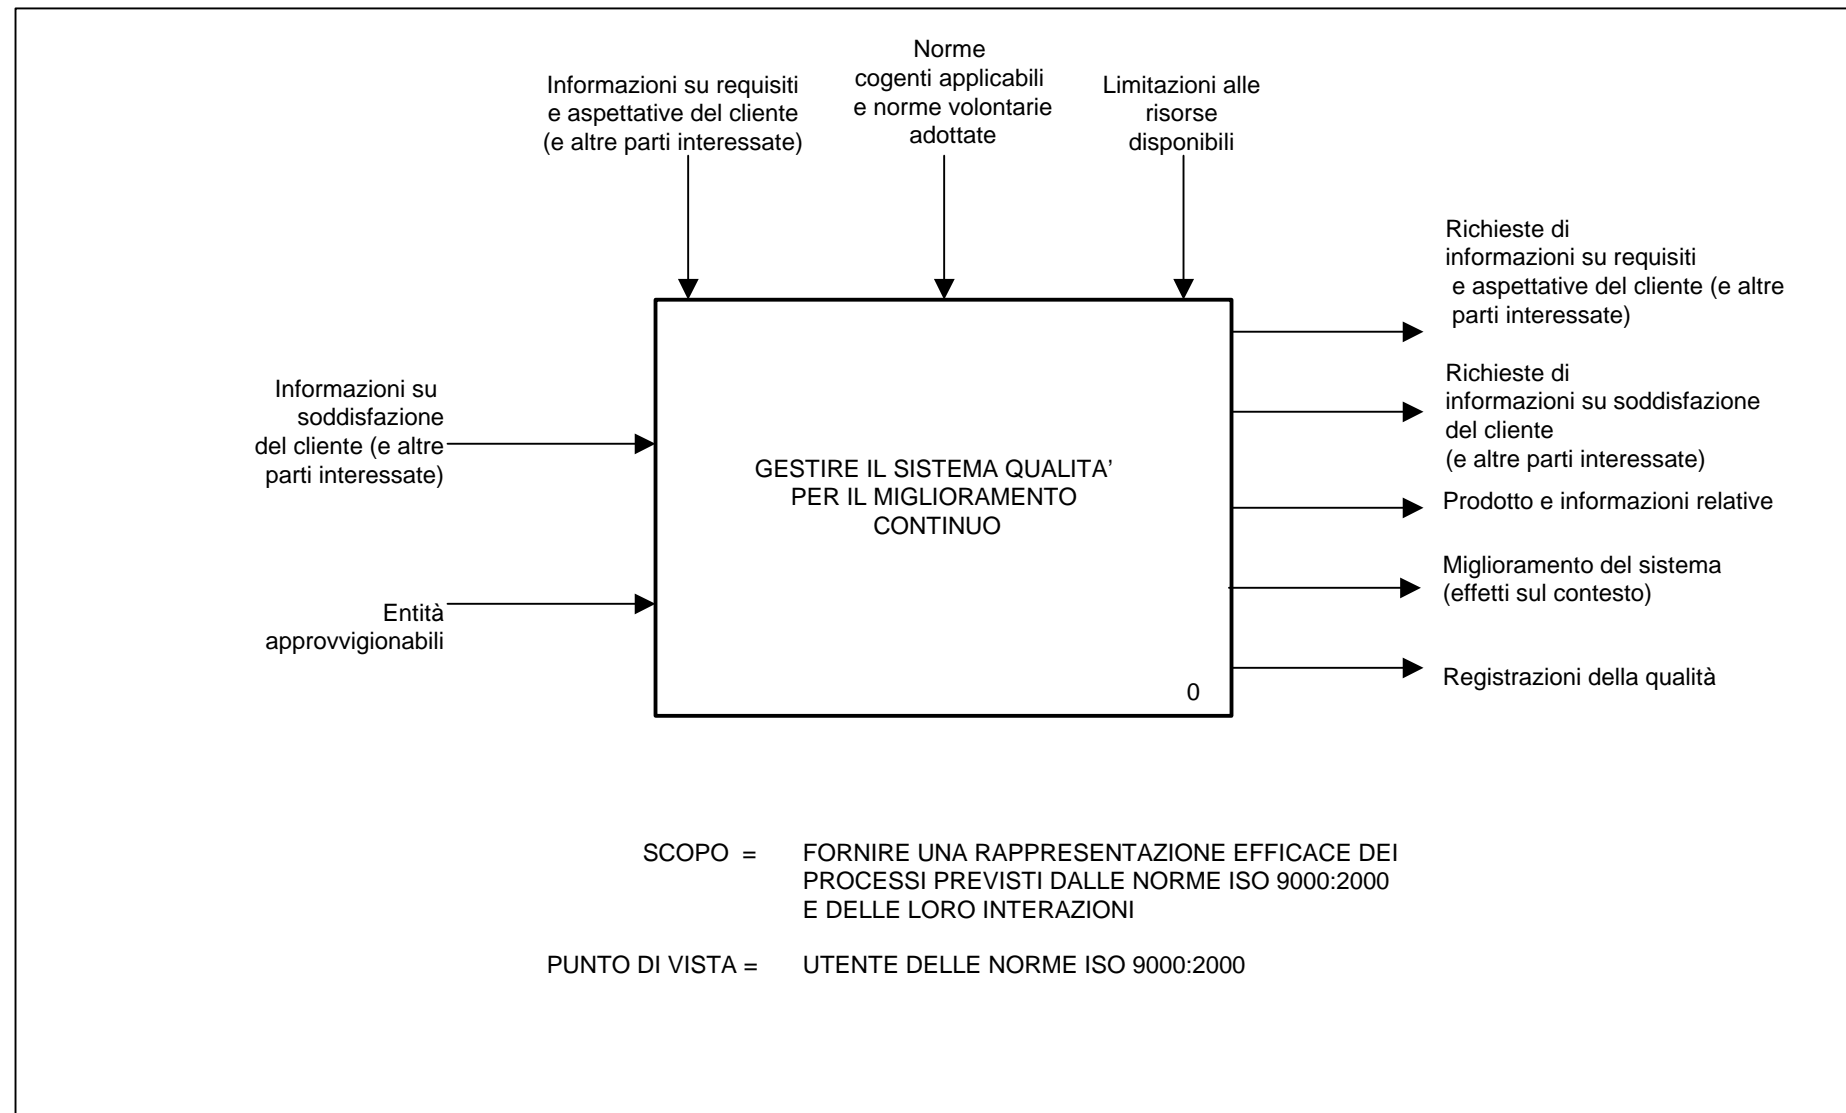 Informazioni su requisiti
e aspettative del cliente
(e altre parti interessate)
Norme
cogenti applicabili
e norme volontarie
adottate
Limitazioni alle
risorse
disponibili
Informazioni su
soddisfazione
del cliente (e altre
parti interessate)
Entità
approvvigionabili
GESTIRE IL SISTEMA QUALITA’
PER IL MIGLIORAMENTO
CONTINUO
0
Richieste di
informazioni su requisiti
e aspettative del cliente (e altre
parti interessate)
Richieste di
informazioni su soddisfazione
del cliente
(e altre parti interessate)
Prodotto e informazioni relative
Miglioramento del sistema
(effetti sul contesto)
Registrazioni della qualità
SCOPO = FORNIRE UNA RAPPRESENTAZIONE EFFICACE DEI
PROCESSI PREVISTI DALLE NORME ISO 9000:2000
E DELLE LORO INTERAZIONI
PUNTO DI VISTA = UTENTE DELLE NORME ISO 9000:2000